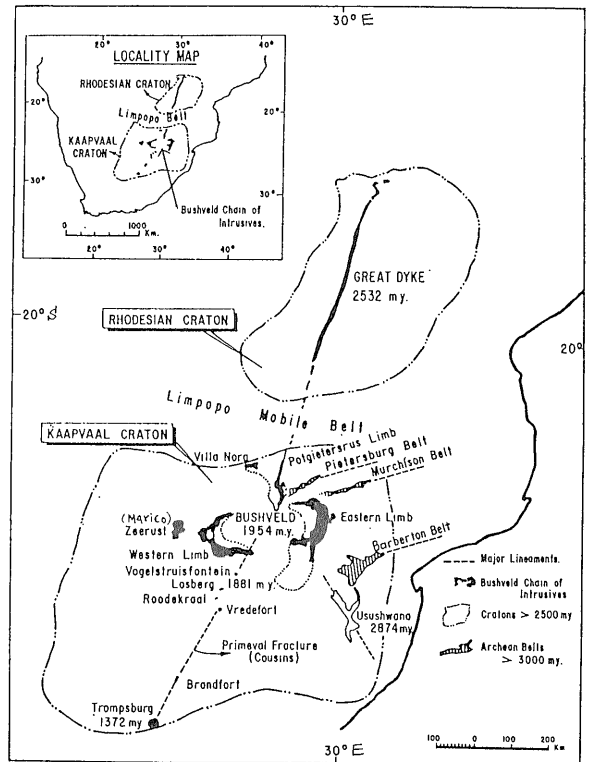 30°E
20°
30°
40°
LOCALITY MAP
RHODESIAN CRATON
20°
20°
Limpopo Belt
KAAPVAAL
CRATON
30°
30°
Bushveld Chain of
Intrusives.
0 1000
Km.
20°
30°
40°
GREAT DYKE
2532 my.
20°S
20°
RHODESIAN CRATON
Limpopo Mobile Belt
KAAPVAAL CRATON
Villa Nora
Potgietersrus Limb
Pietersburg Belt
Murchison Belt
(Marico)
Zeerust
BUSHVELD
1954 m.y.
Eastern Limb
Western Limb
Barberton Belt
Vogelstruisfontein
Losberg 1881 my.
Roodekraal
Vredefort
Usushwana
2874 my.
Primeval Fracture
(Cousins)
Brandfort
Trompsburg
1372 my
Major Lineaments.
Bushveld Chain of
Intrusives
Cratons > 2500 my
Archean Belts
> 3000 my.
30°E
100 0 100 200
Km